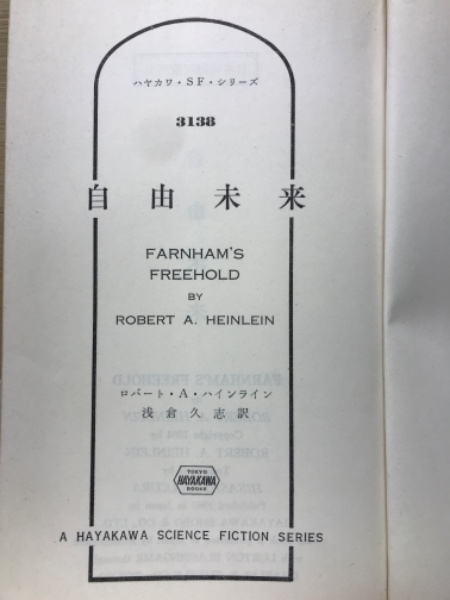 ハヤカワ・SF・シリーズ
3138
自由未来
FARNHAM'S
FREEHOLD
BY
ROBERT A. HEINLEIN
ロバート・A・ハインライン
浅倉久志訳
TOKYO
HAYAKAWA
BOOKS
A HAYAKAWA SCIENCE FICTION SERIES